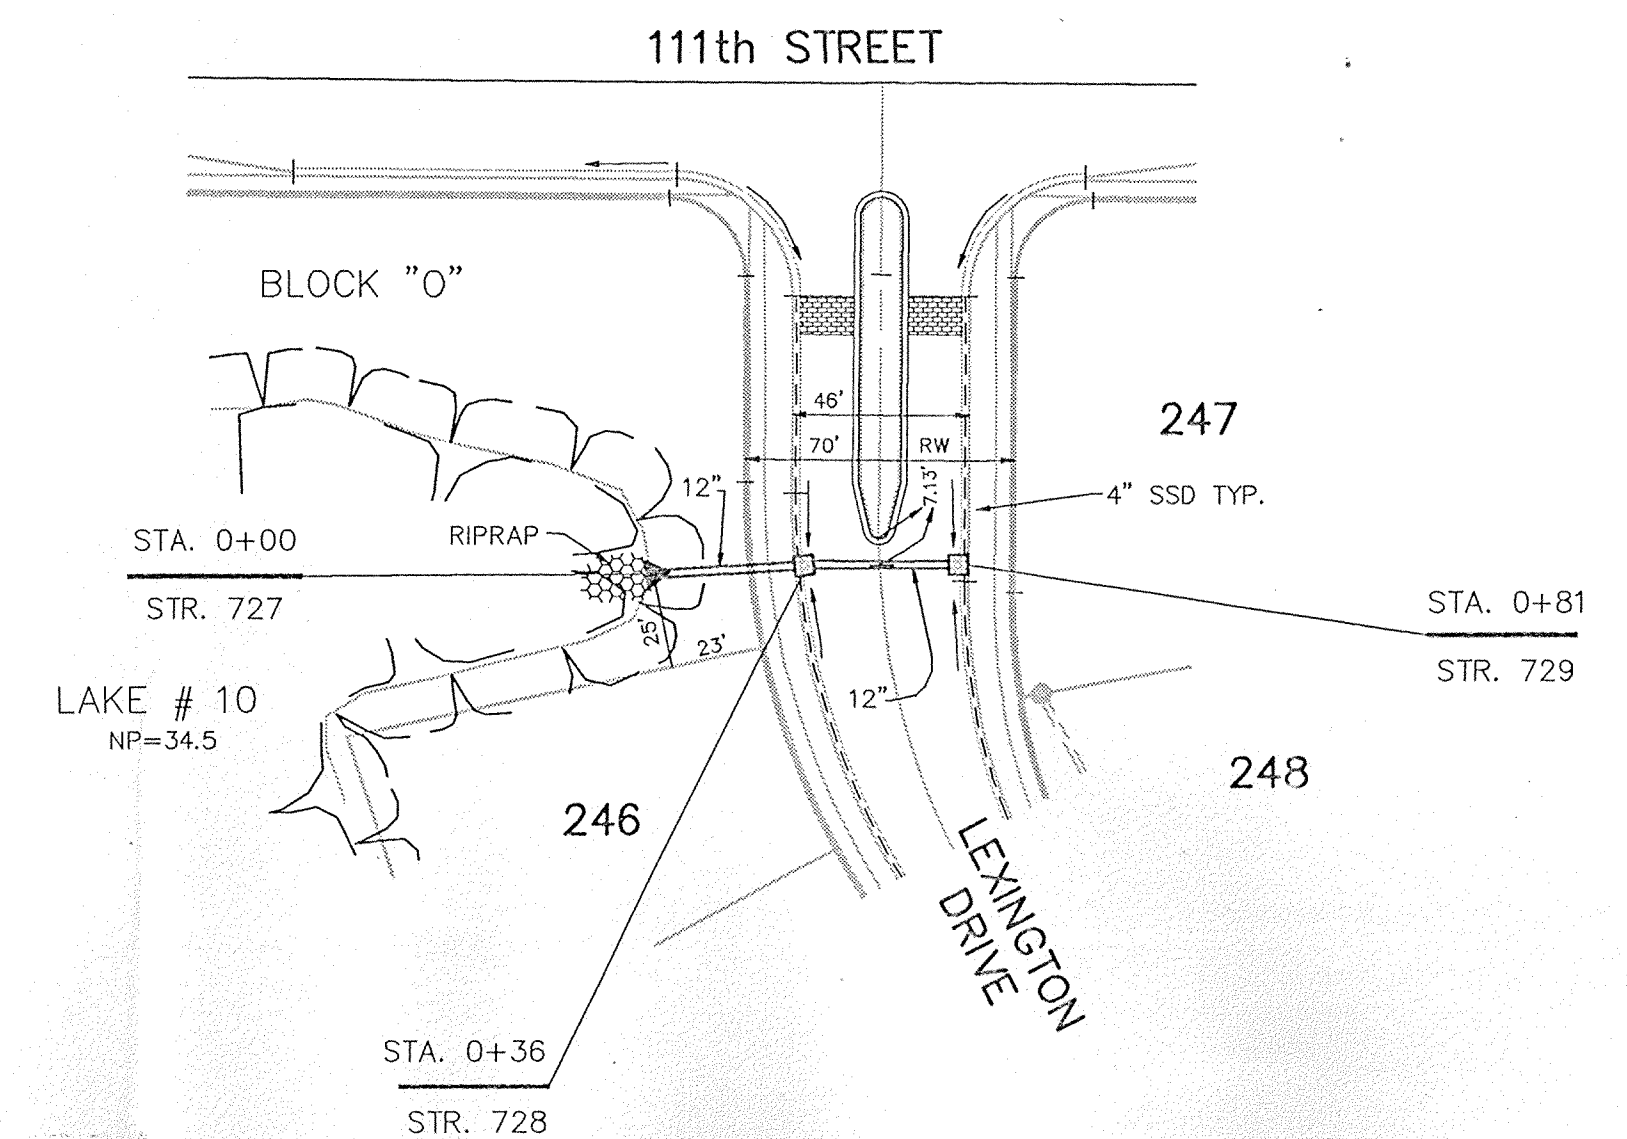 111th STREET
BLOCK "O"
46'
247
70'
RW
12"
7.13'
4" SSD TYP.
RIPRAP
STA. 0+00
STR. 727
STA. 0+81
STR. 729
25'
23'
LAKE # 10
NP=34.5
12"
248
246
LEXINGTON
DRIVE
STA. 0+36
STR. 728